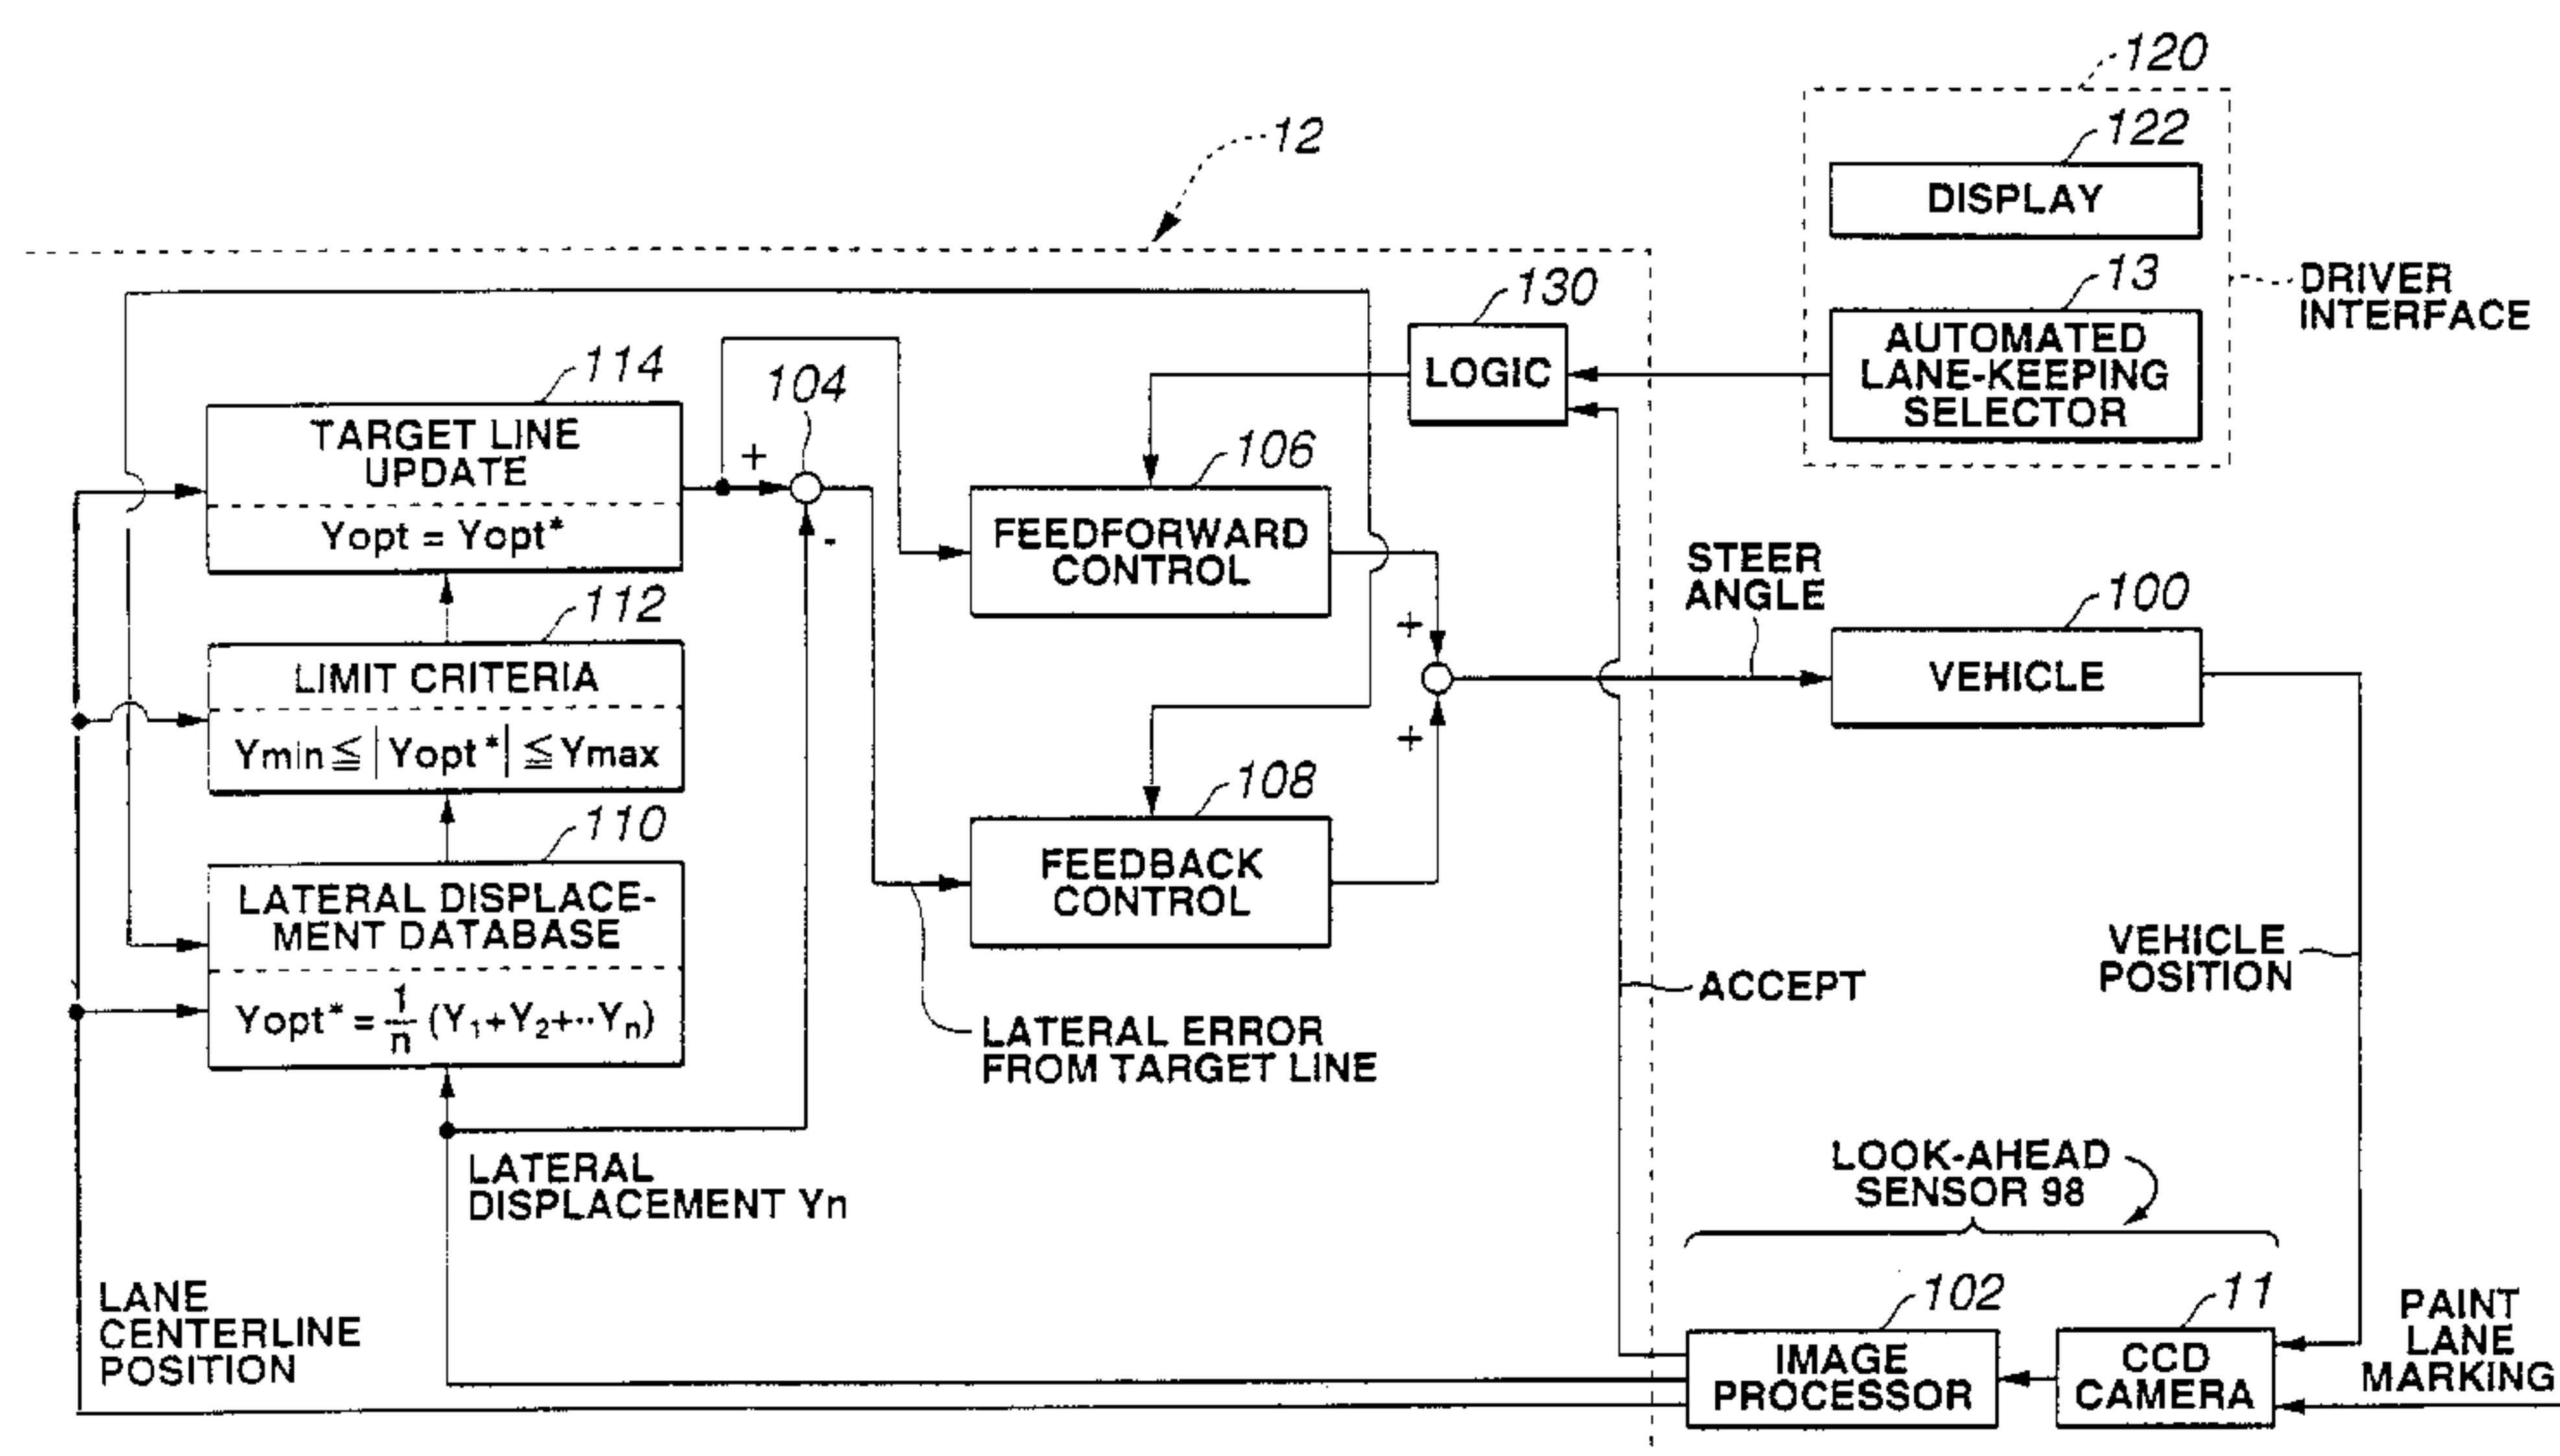 120
122
DISPLAY
12
13
DRIVER
INTERFACE
AUTOMATED
LANE-KEEPING
SELECTOR
130
LOGIC
114
TARGET LINE
UPDATE
Yopt = Yopt*
104
+
-
106
FEEDFORWARD
CONTROL
112
LIMIT CRITERIA
Ymin ≦ |Yopt*| ≦ Ymax
+
+
STEER
ANGLE
100
VEHICLE
108
FEEDBACK
CONTROL
110
LATERAL DISPLACE-
MENT DATABASE
Yopt* = 1/n (Y1+Y2+··Yn)
LATERAL ERROR
FROM TARGET LINE
ACCEPT
VEHICLE
POSITION
LATERAL
DISPLACEMENT Yn
LOOK-AHEAD
SENSOR 98
LANE
CENTERLINE
POSITION
102
IMAGE
PROCESSOR
11
CCD
CAMERA
PAINT
LANE
MARKING